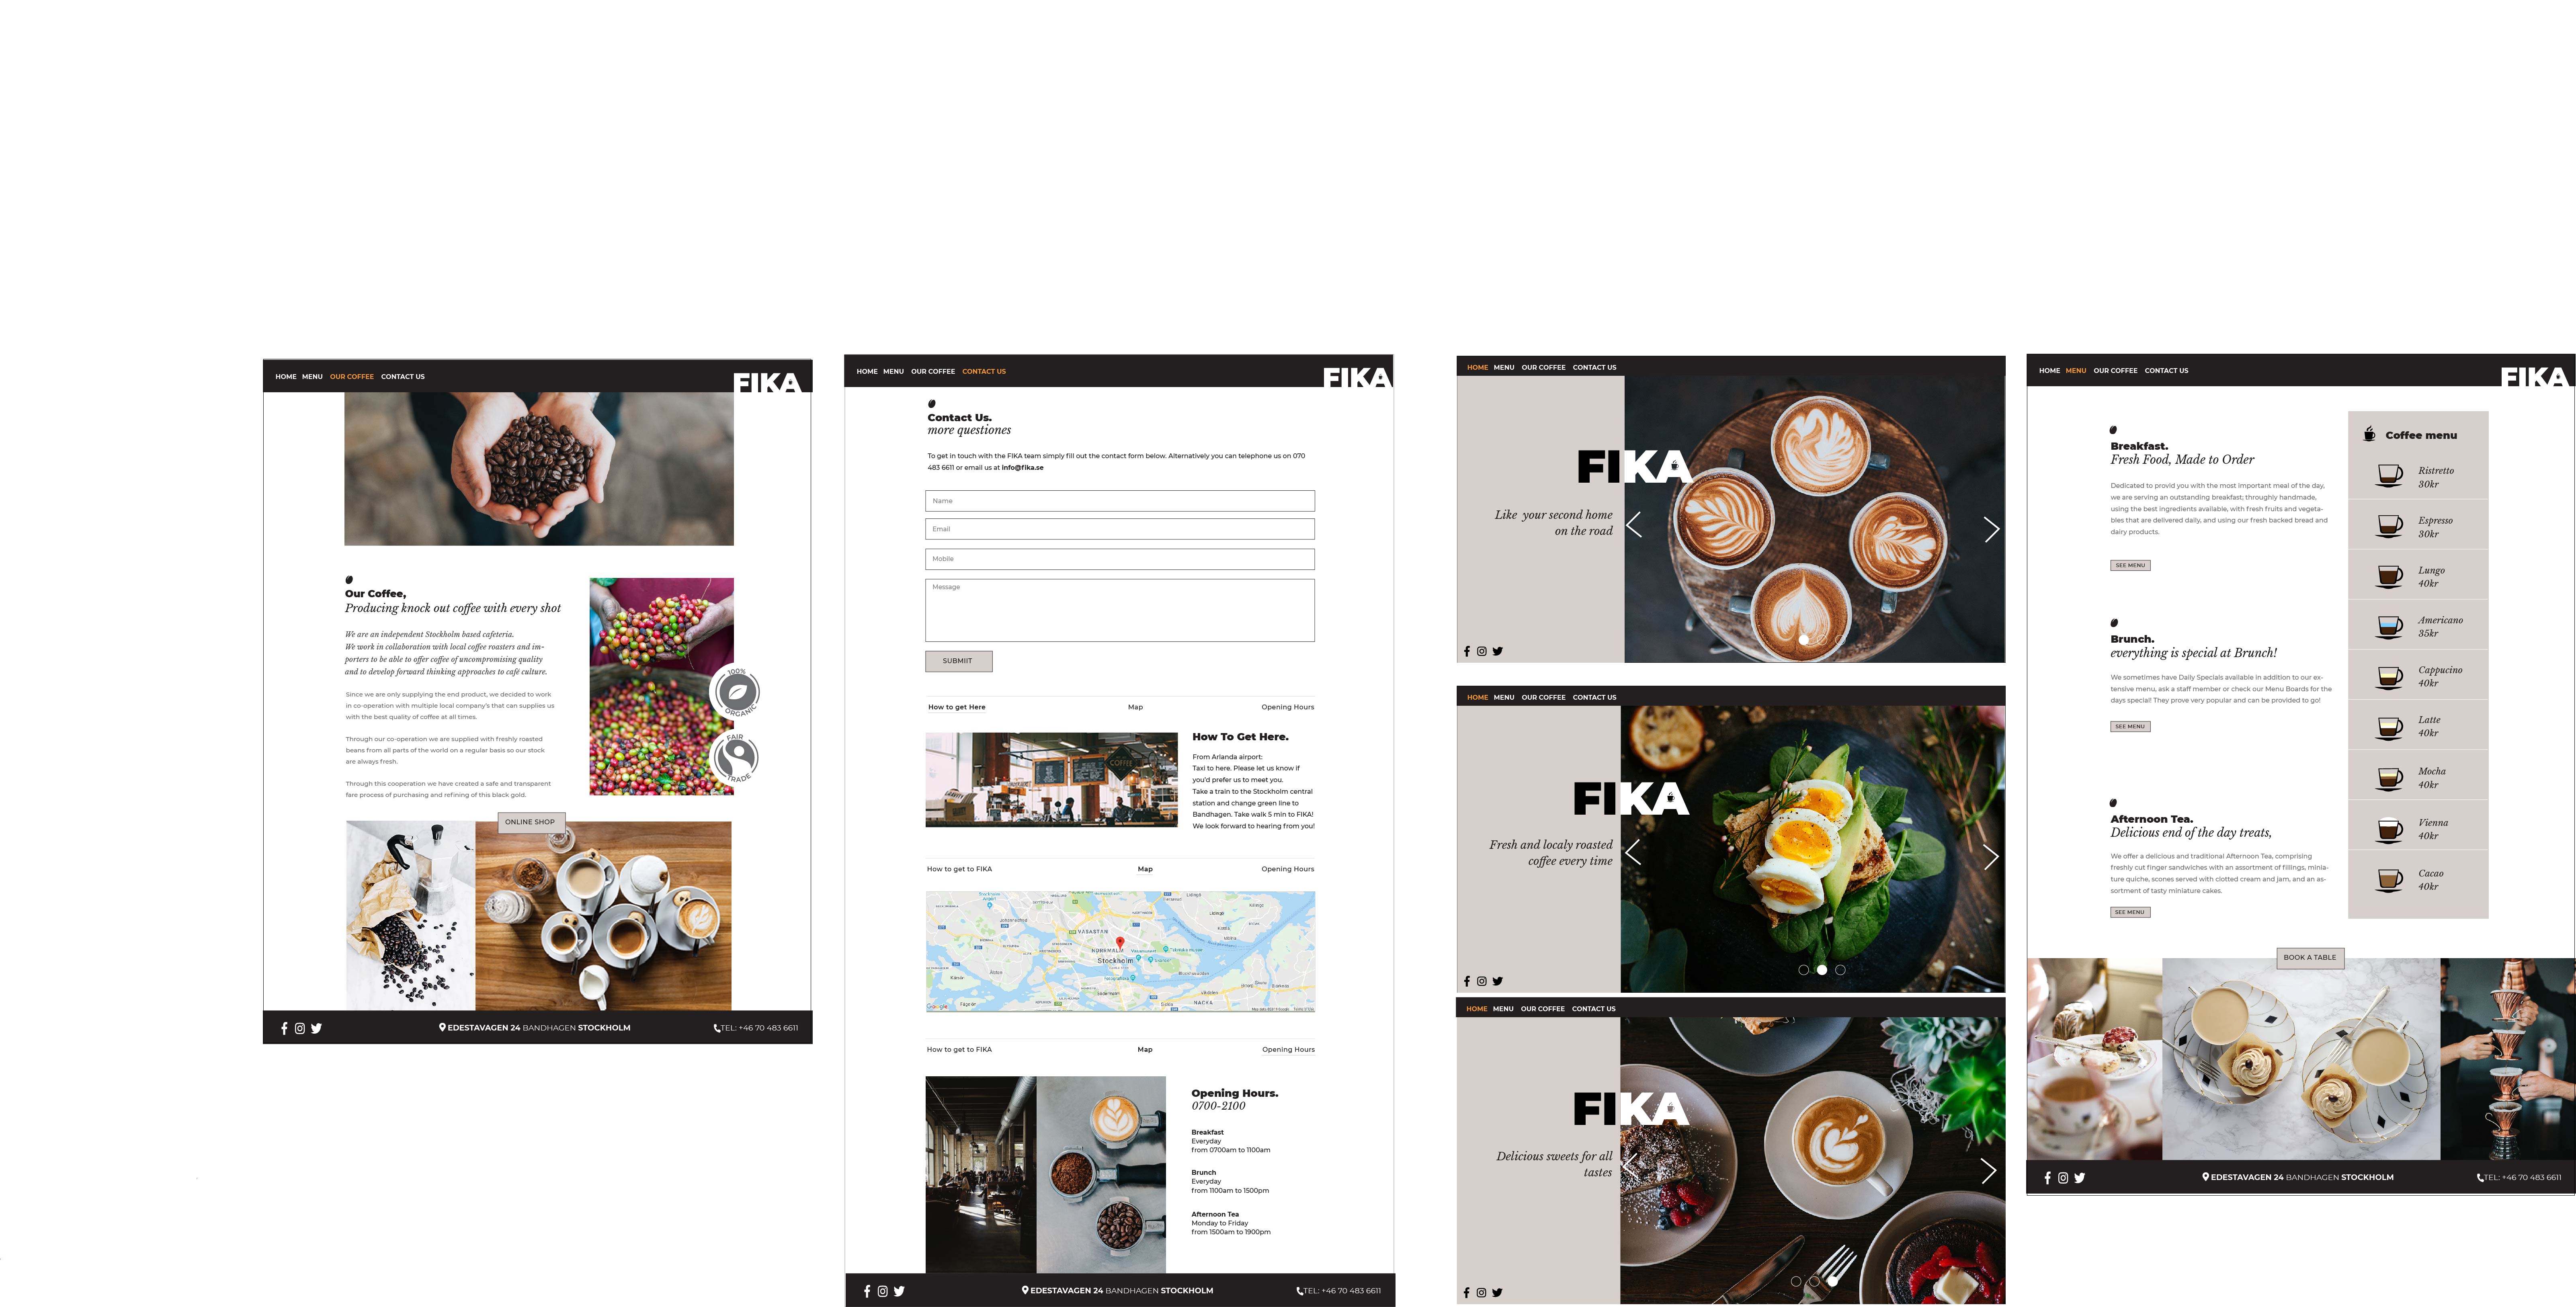 HOME MENU OUR COFFEE CONTACT US
FIKA
Our Coffee,
Producing knock out coffee with every shot
We are an independent Stockholm based cafeteria.
We work in collaboration with local coffee roasters and im-
porters to be able to offer coffee of uncompromising quality
and to develop forward thinking approaches to café culture.
Since we are only supplying the end product, we decided to work
in co-operation with multiple local company's that can supplies us
with the best quality of coffee at all times.
Through our co-operation we are supplied with freshly roasted
beans from all parts of the world on a regular basis so our stock
are always fresh.
Through this cooperation we have created a safe and transparent
fare process of purchasing and refining of this black gold.
100%
ORGANIC
FAIR
TRADE
ONLINE SHOP
EDESTAVAGEN 24 BANDHAGEN STOCKHOLM
TEL: +46 70 483 6611
HOME MENU OUR COFFEE CONTACT US
FIKA
Contact Us.
more questiones
To get in touch with the FIKA team simply fill out the contact form below. Alternatively you can telephone us on 070
483 6611 or email us at info@fika.se
Name
Email
Mobile
Message
SUBMIIT
How to get Here Map Opening Hours
COFFEE
How To Get Here.
From Arlanda airport:
Taxi to here. Please let us know if
you'd prefer us to meet you.
Take a train to the Stockholm central
station and change green line to
Bandhagen. Take walk 5 min to FIKA!
We look forward to hearing from you!
How to get to FIKA Map Opening Hours
VASASTAN
NORRMALM
Stockholm
NACKA
Google
How to get to FIKA Map Opening Hours
Opening Hours.
0700-2100
Breakfast
Everyday
from 0700am to 1100am
Brunch
Everyday
from 1100am to 1500pm
Afternoon Tea
Monday to Friday
from 1500am to 1900pm
EDESTAVAGEN 24 BANDHAGEN STOCKHOLM
TEL: +46 70 483 6611
HOME MENU OUR COFFEE CONTACT US
FIKA
Like your second home
on the road
HOME MENU OUR COFFEE CONTACT US
FIKA
Fresh and localy roasted
coffee every time
HOME MENU OUR COFFEE CONTACT US
FIKA
Delicious sweets for all
tastes
HOME MENU OUR COFFEE CONTACT US
FIKA
Breakfast.
Fresh Food, Made to Order
Dedicated to provid you with the most important meal of the day,
we are serving an outstanding breakfast; throughly handmade,
using the best ingredients available, with fresh fruits and vegeta-
bles that are delivered daily, and using our fresh backed bread and
dairy products.
SEE MENU
Brunch.
everything is special at Brunch!
We sometimes have Daily Specials available in addition to our ex-
tensive menu, ask a staff member or check our Menu Boards for the
days special! They prove very popular and can be provided to go!
SEE MENU
Afternoon Tea.
Delicious end of the day treats,
We offer a delicious and traditional Afternoon Tea, comprising
freshly cut finger sandwiches with an assortment of fillings, minia-
ture quiche, scones served with clotted cream and jam, and an as-
sortment of tasty miniature cakes.
SEE MENU
Coffee menu
Ristretto
30kr
Espresso
30kr
Lungo
40kr
Americano
35kr
Cappucino
40kr
Latte
40kr
Mocha
40kr
Vienna
40kr
Cacao
40kr
BOOK A TABLE
EDESTAVAGEN 24 BANDHAGEN STOCKHOLM
TEL: +46 70 483 6611